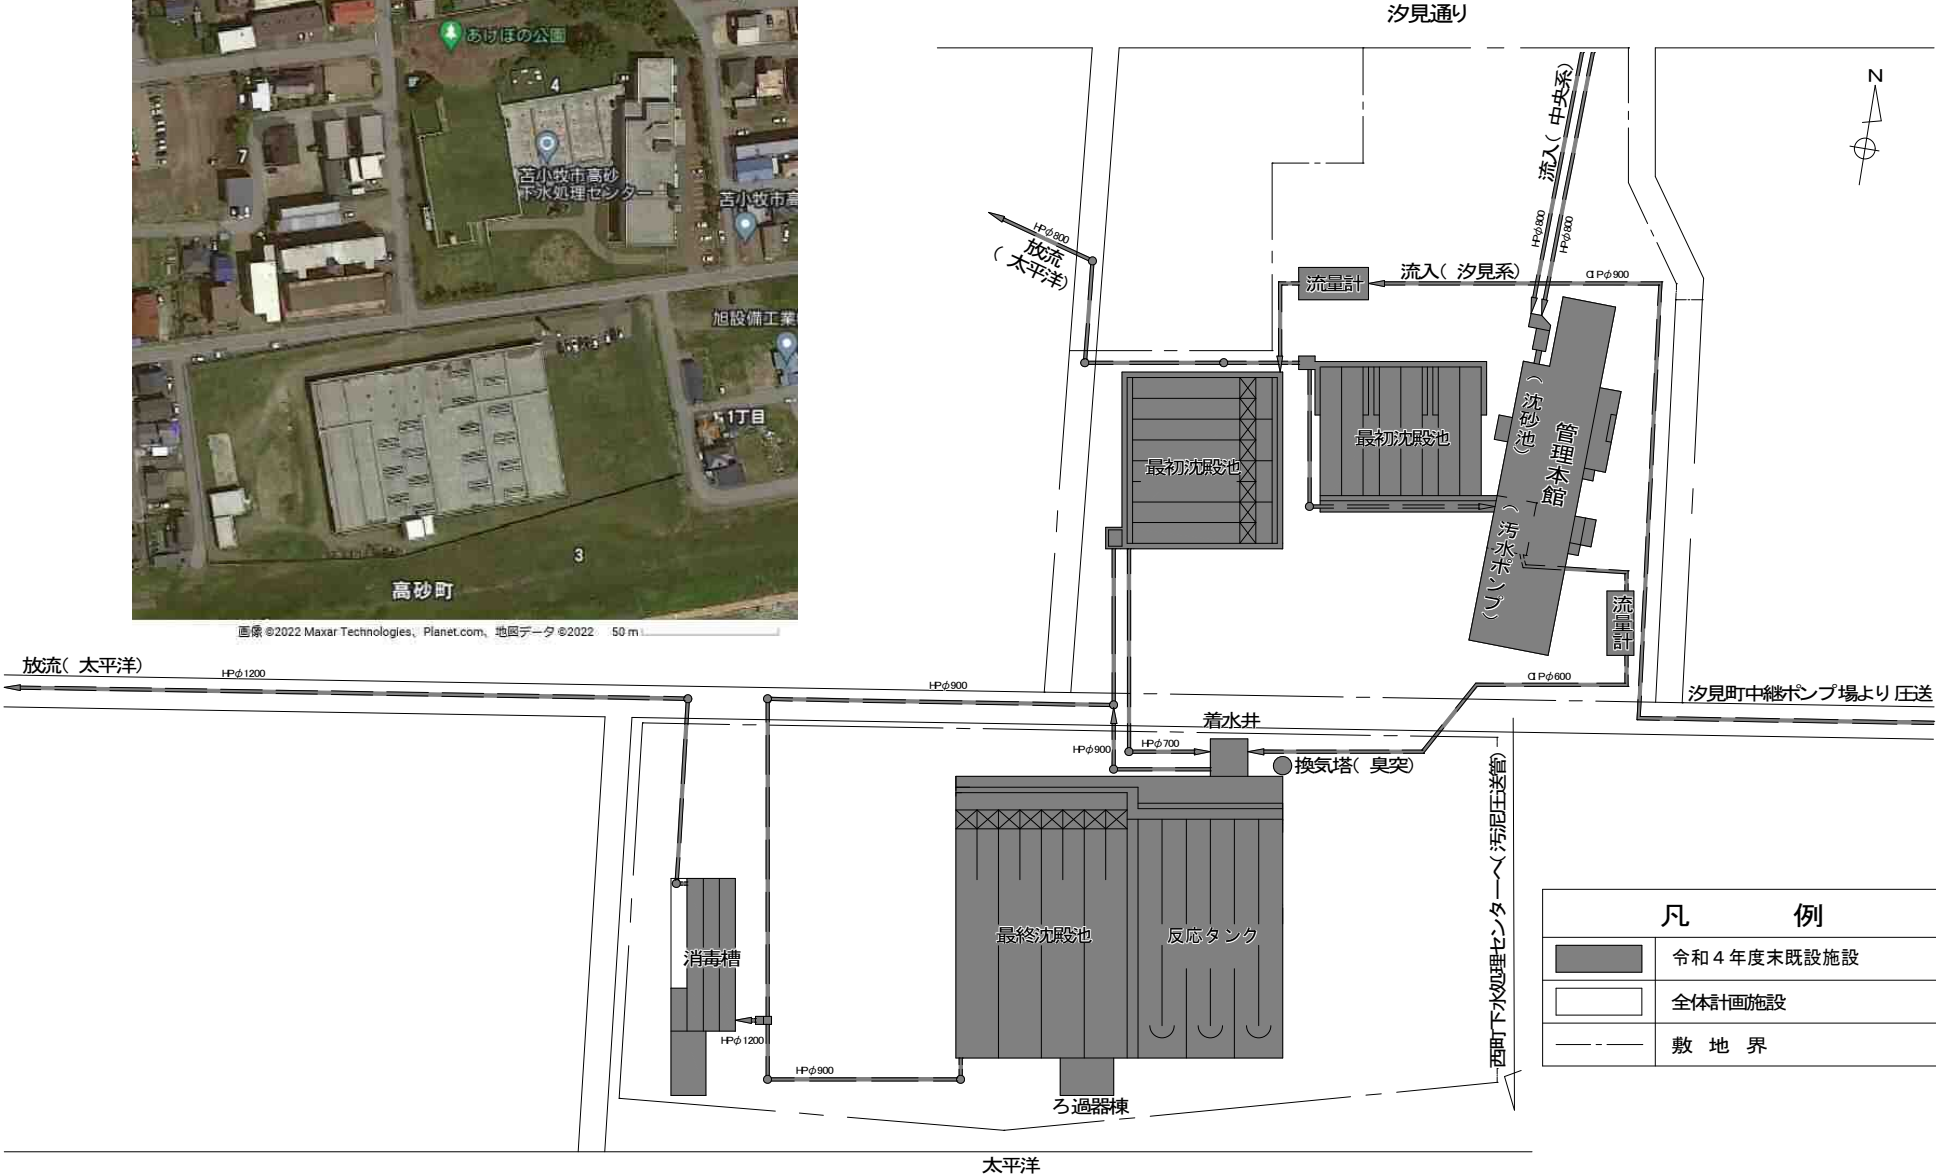 汐見通り
あけぼの公園
4
7
苫小牧市高砂
下水処理センター
苫小牧市高
旭設備工業
1丁目
3
高砂町
画像 ©2022 Maxar Technologies、Planet.com、地図データ ©2022 50 m
N
流入( 中央系)
HPφ800
HPφ800
HPφ800
放流
( 太平洋)
流量計
流入( 汐見系)
CIPφ900
最初沈殿池
最初沈殿池
管理本館
( 沈砂池)
( 汚水ポンプ)
流量計
放流( 太平洋)
HPφ1200
HPφ900
CIPφ600
汐見町中継ポンプ場より圧送
着水井
HPφ900
HPφ700
換気塔( 臭突)
西町下水処理センターへ(汚泥圧送管)
最終沈殿池
反応タンク
消毒槽
HPφ1200
HPφ900
ろ過器棟
太平洋
凡 例
令和4年度末既設施設
全体計画施設
敷 地 界